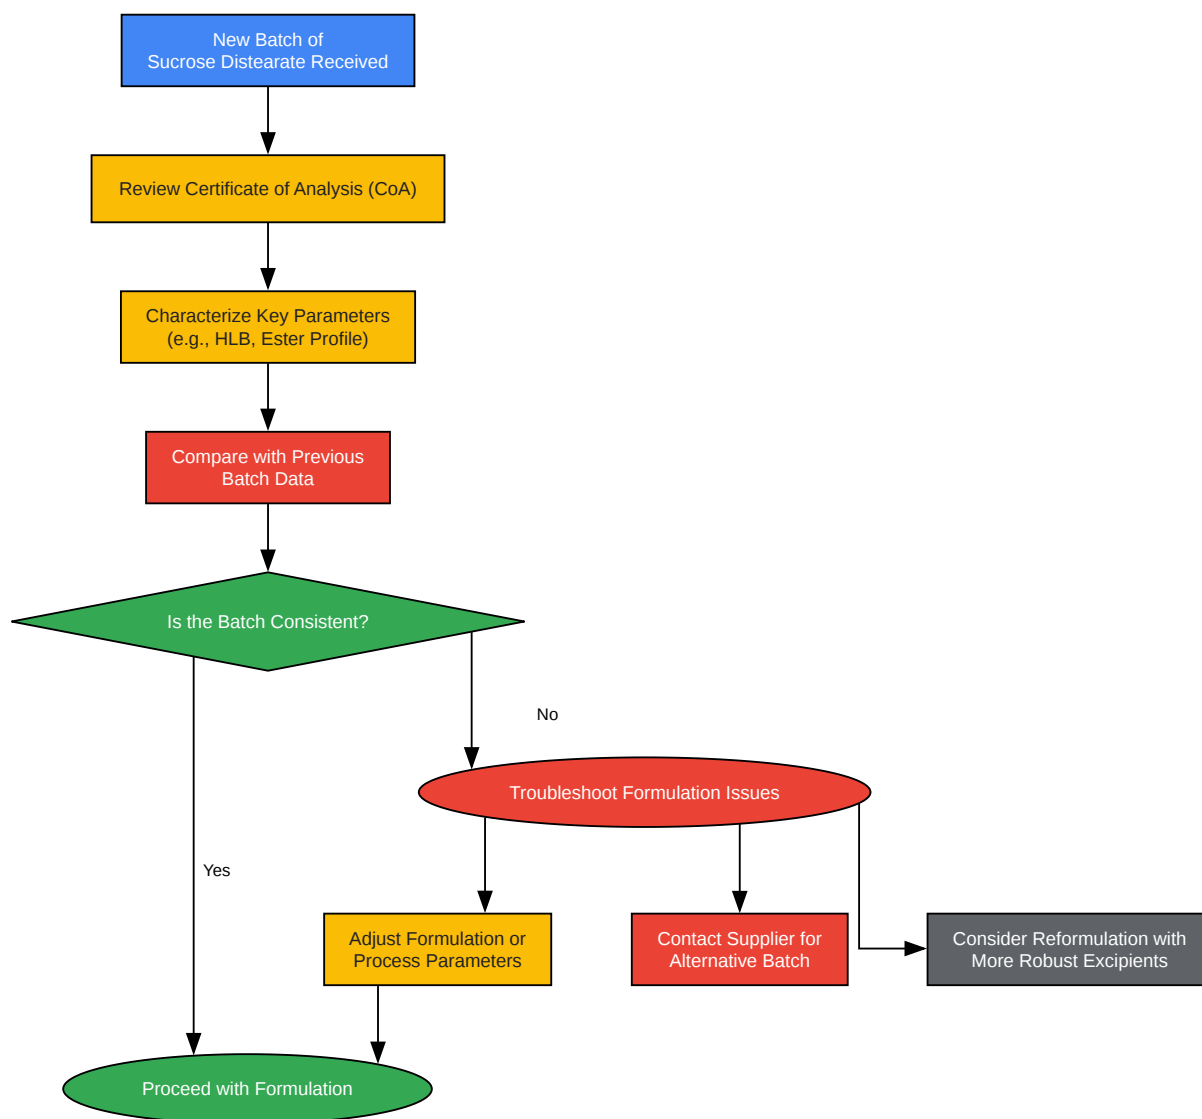 New Batch of
Sucrose Distearate Received
Review Certificate of Analysis (CoA)
Characterize Key Parameters
(e.g., HLB, Ester Profile)
Compare with Previous
Batch Data
Is the Batch Consistent?
No
Troubleshoot Formulation Issues
Yes
Adjust Formulation or
Process Parameters
Contact Supplier for
Alternative Batch
Consider Reformulation with
More Robust Excipients
Proceed with Formulation